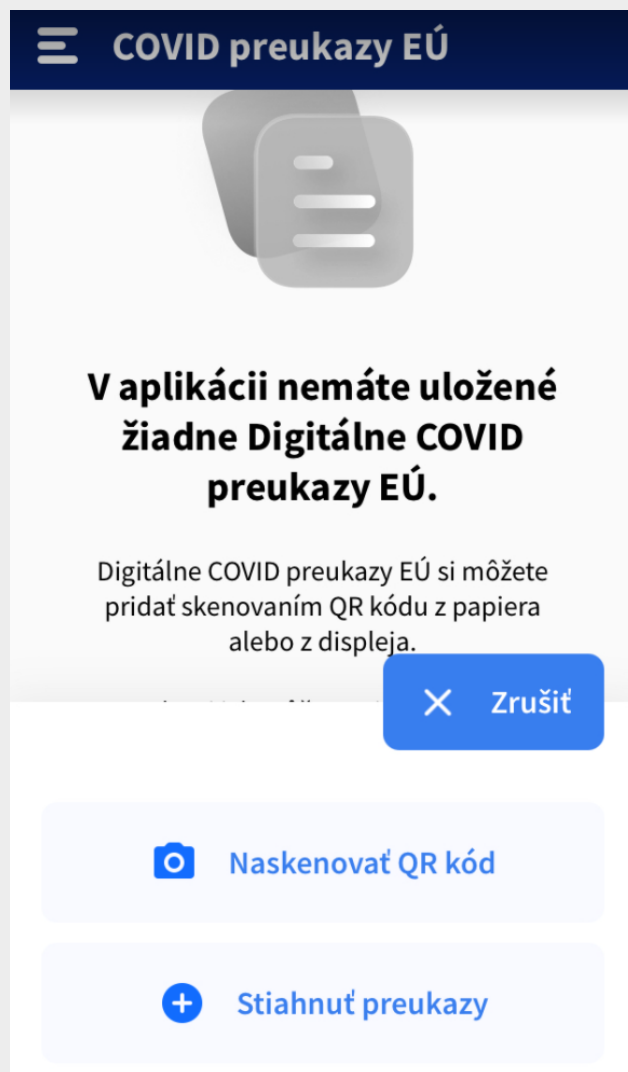 COVID preukazy EÚ
V aplikácii nemáte uložené
žiadne Digitálne COVID
preukazy EÚ.
Digitálne COVID preukazy EÚ si môžete
pridať skenovaním QR kódu z papiera
alebo z displeja.
Zrušiť
Naskenovať QR kód
Stiahnuť preukazy